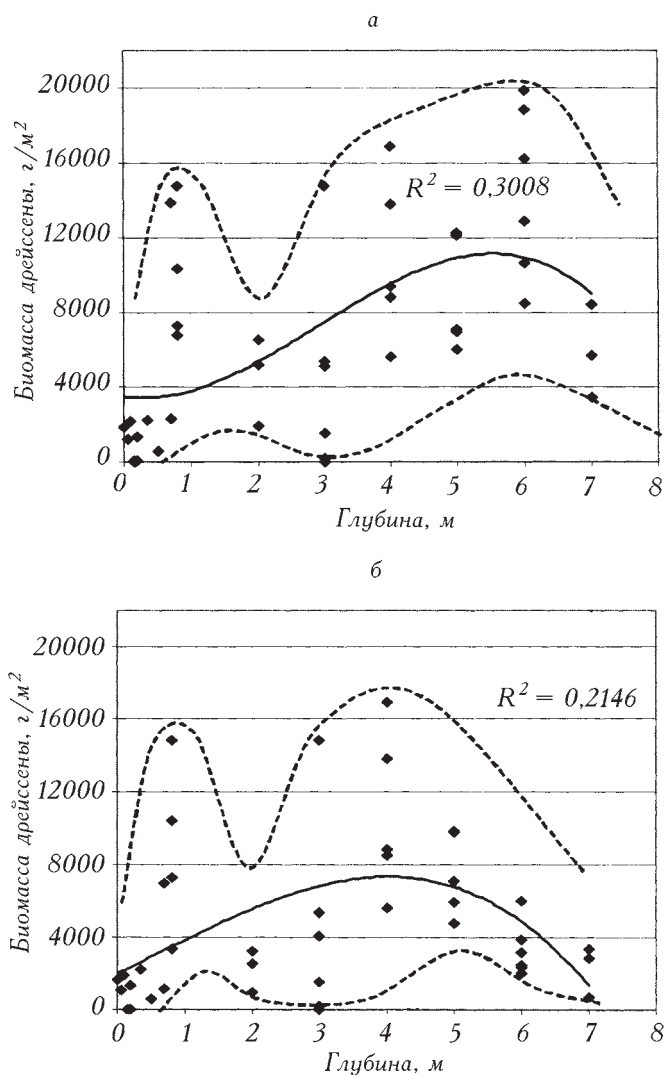 а
Биомасса дрейссены, г/м²
20000
16000
12000
8000
4000
0
R² = 0,3008
0 1 2 3 4 5 6 7 8
Глубина, м
б
Биомасса дрейссены, г/м²
20000
16000
12000
8000
4000
0
R² = 0,2146
0 1 2 3 4 5 6 7 8
Глубина, м